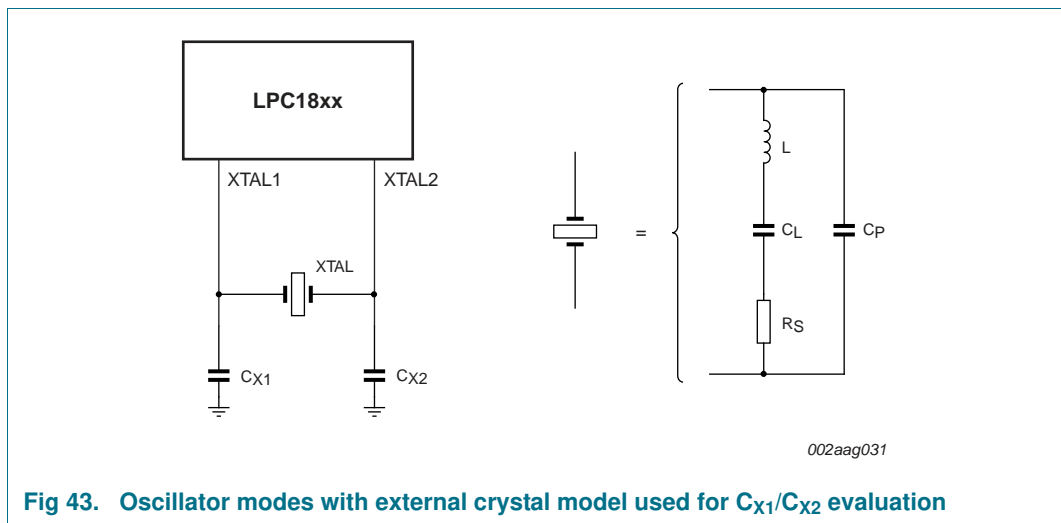 LPC18xx
XTAL1
XTAL2
XTAL
CX1
CX2
=
L
CL
CP
RS
002aag031
Fig 43. Oscillator modes with external crystal model used for CX1/CX2 evaluation